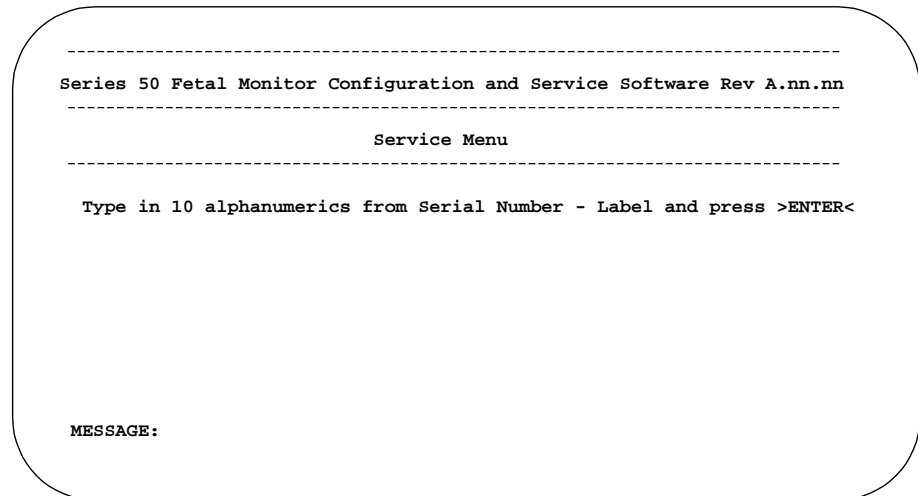 Series 50 Fetal Monitor Configuration and Service Software Rev A.nn.nn
Service Menu
Type in 10 alphanumerics from Serial Number - Label and press >ENTER<
MESSAGE: